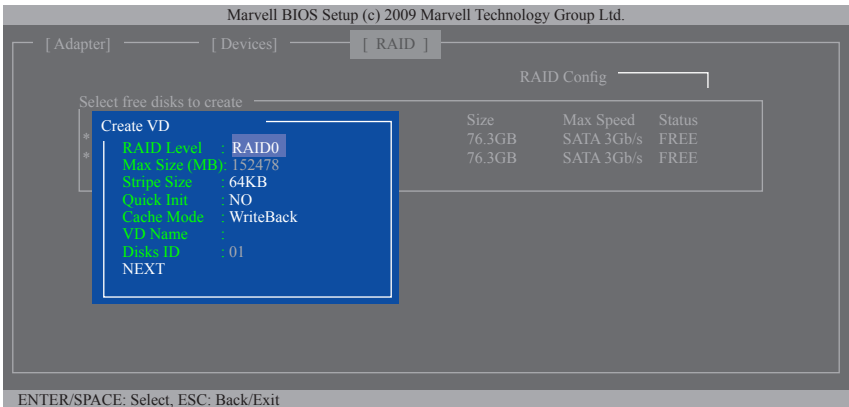 Marvell BIOS Setup (c) 2009 Marvell Technology Group Ltd.
[ Adapter] [ Devices] [ RAID ]
RAID Config
Select free disks to create
Size Max Speed Status
* 76.3GB SATA 3Gb/s FREE
* 76.3GB SATA 3Gb/s FREE
Create VD
RAID Level : RAID0
Max Size (MB): 152478
Stripe Size : 64KB
Quick Init : NO
Cache Mode : WriteBack
VD Name :
Disks ID : 01
NEXT
ENTER/SPACE: Select, ESC: Back/Exit